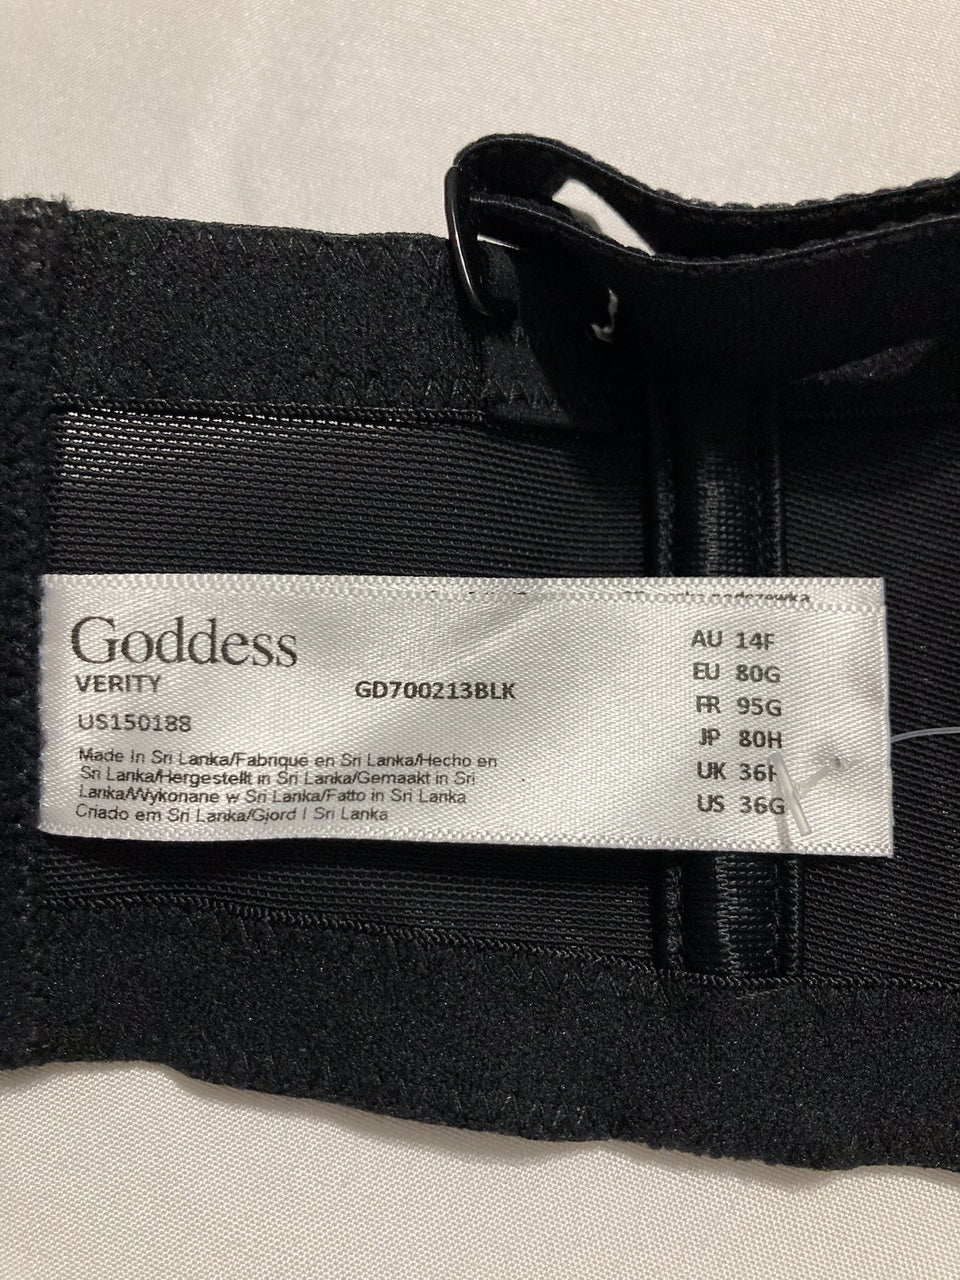 podszewka
Goddess
VERITY
GD700213BLK
US150188
Made in Sri Lanka/Fabriqué en Sri Lanka/Hecho en
Sri Lanka/Hergestellt in Sri Lanka/Gemaakt in Sri
Lanka/Wykonane w Sri Lanka/Fatto in Sri Lanka
Criado em Sri Lanka/Gjord I Sri Lanka
AU 14F
EU 80G
FR 95G
JP 80H
UK 36F
US 36G